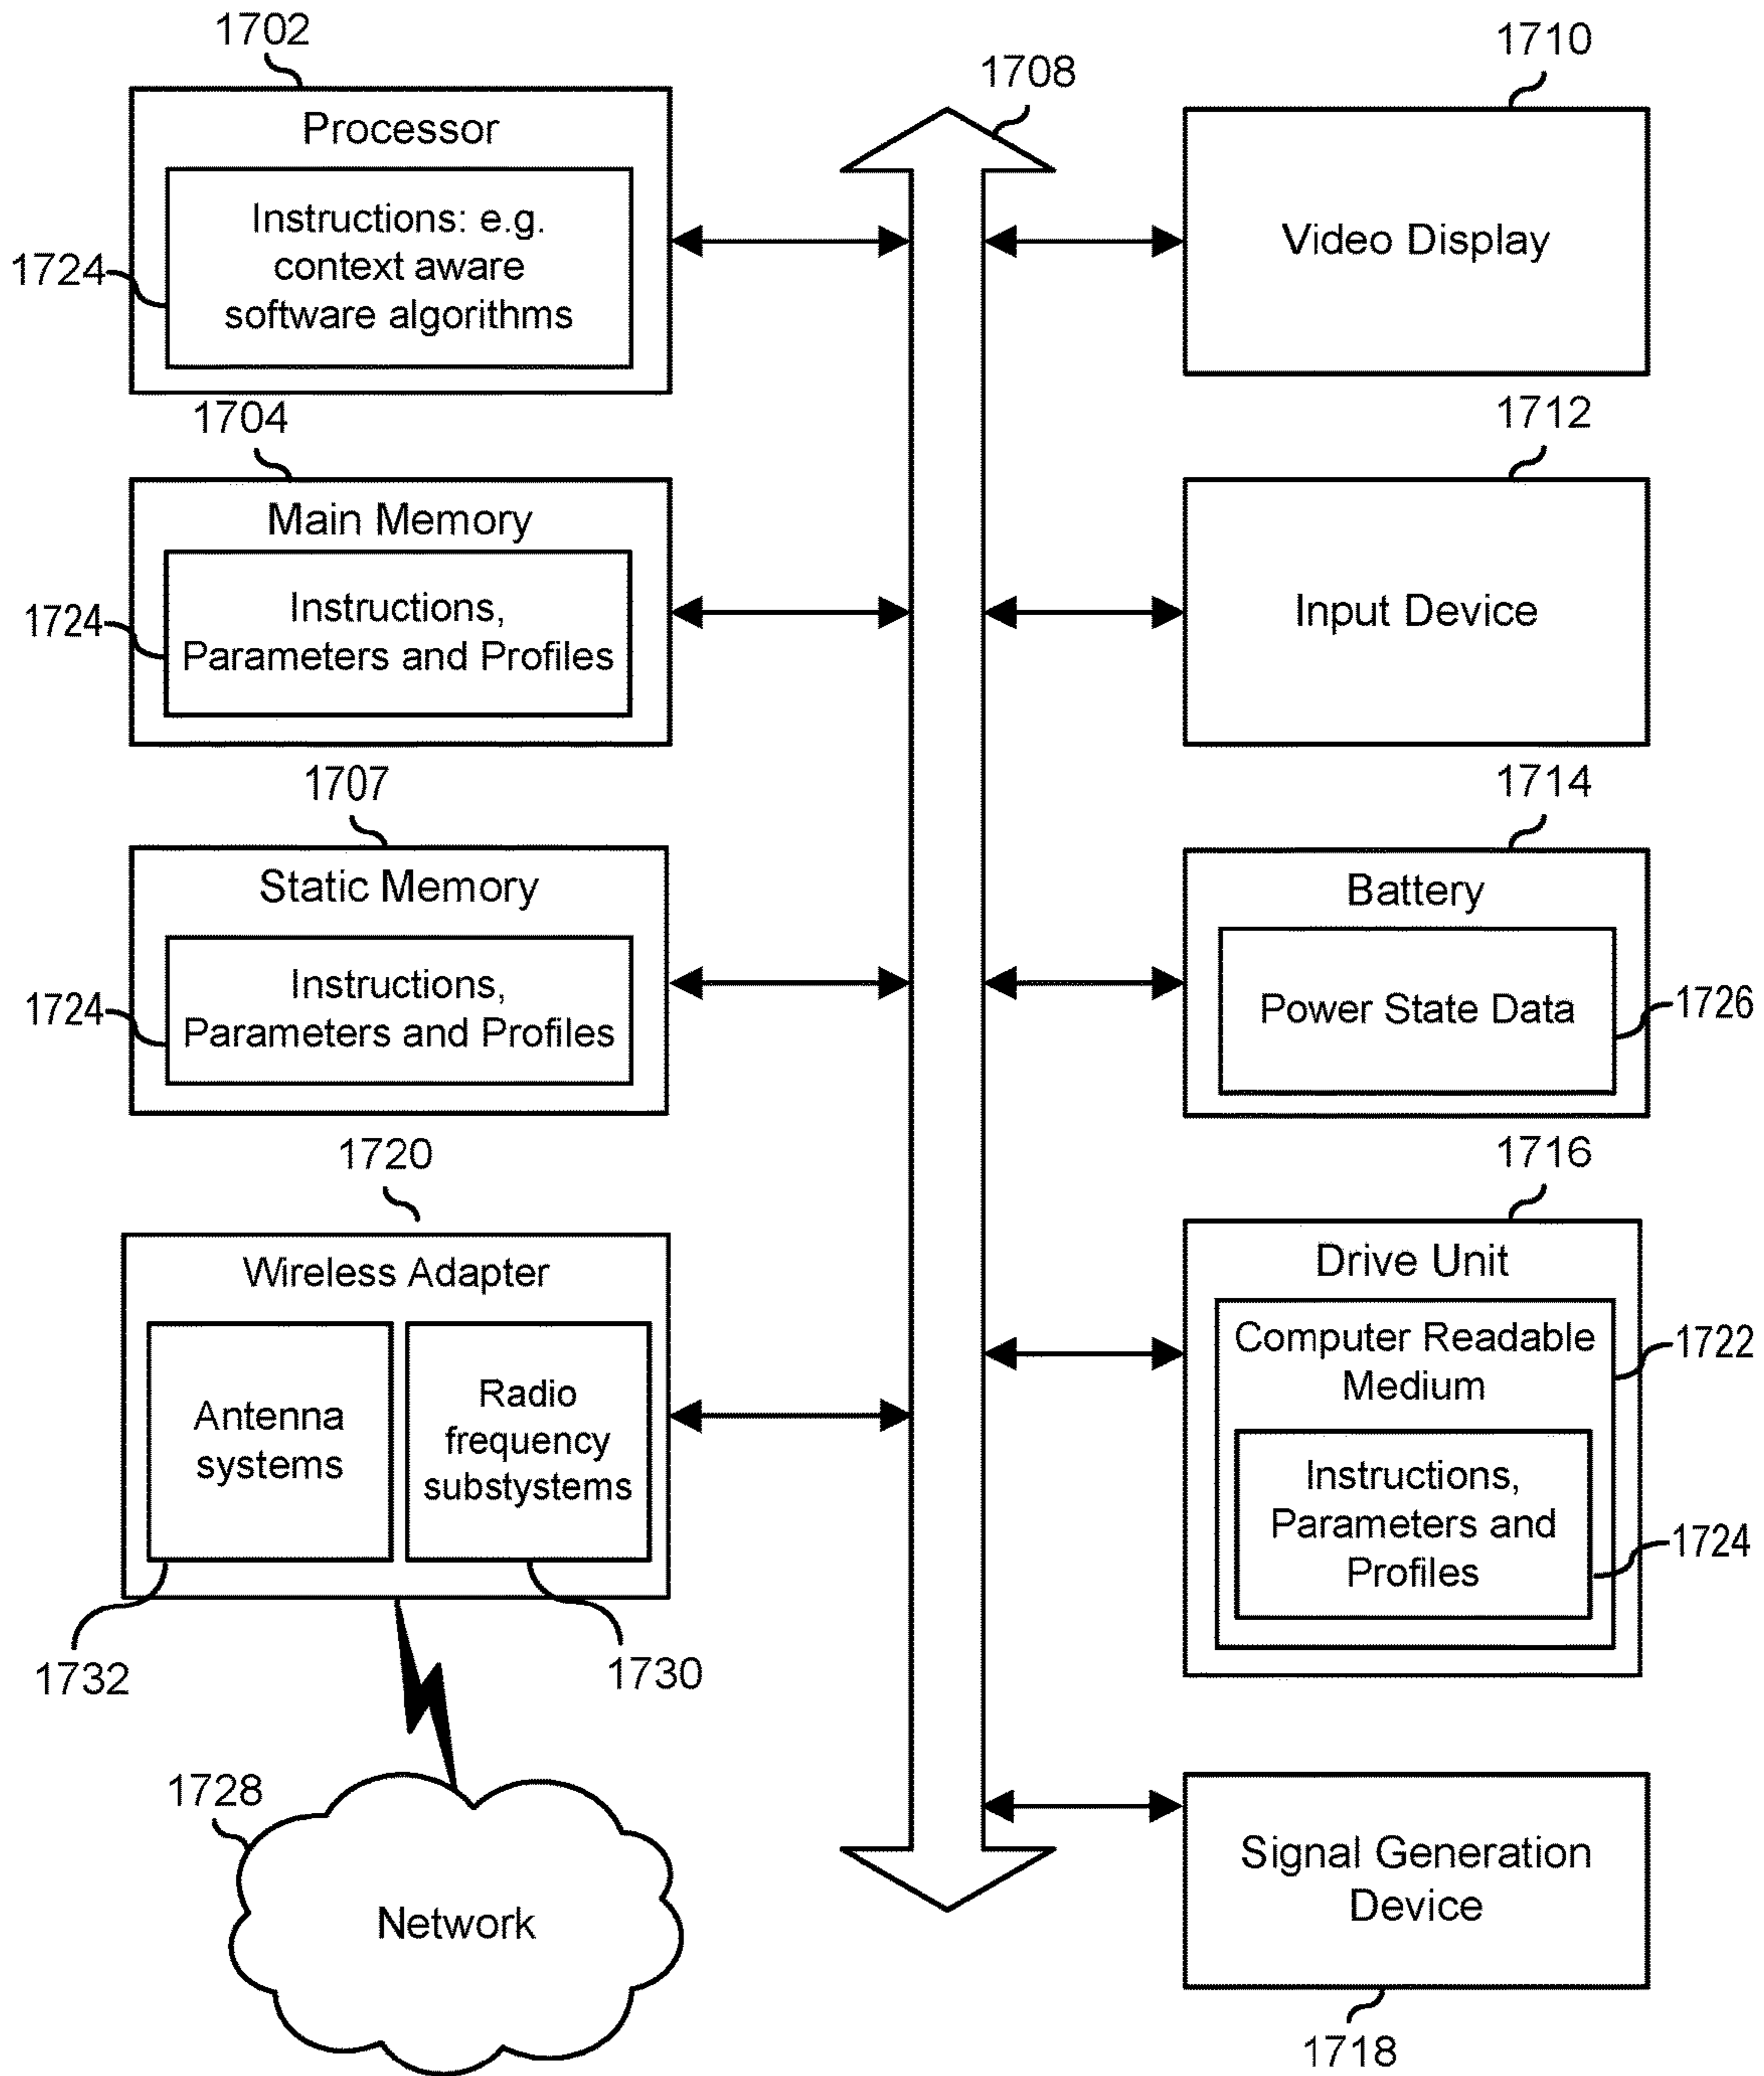 1702
Processor
Instructions: e.g.
context aware
software algorithms
1724
1704
Main Memory
Instructions,
Parameters and Profiles
1724
1707
Static Memory
Instructions,
Parameters and Profiles
1724
1720
Wireless Adapter
Antenna
systems
Radio
frequency
substystems
1732
1730
1728
Network
1708
1710
Video Display
1712
Input Device
1714
Battery
Power State Data
1726
1716
Drive Unit
Computer Readable
Medium
1722
Instructions,
Parameters and
Profiles
1724
Signal Generation
Device
1718